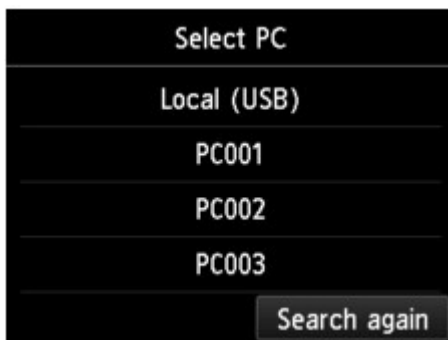 Select PC
Local (USB)
PC001
PC002
PC003
Search again